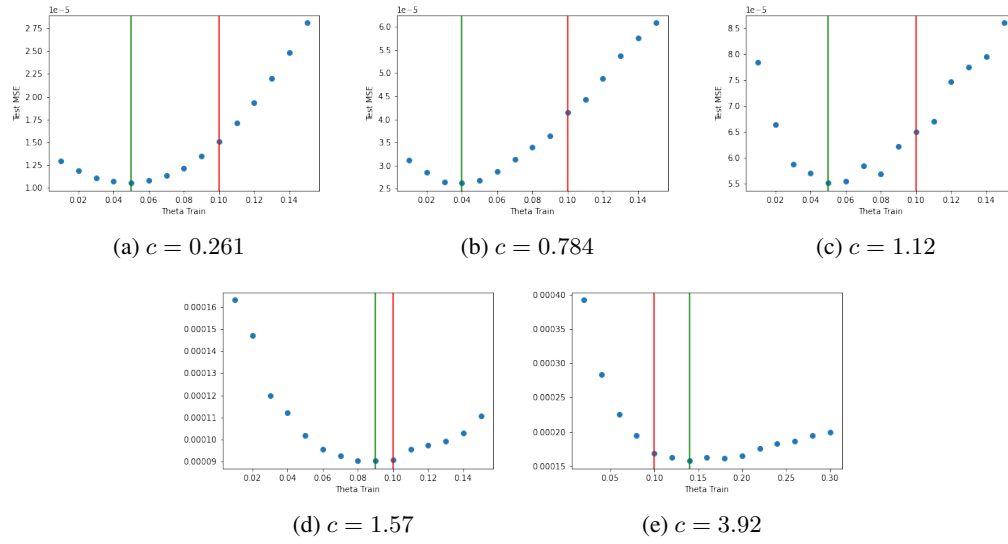 1e−5
2.75
2.50
2.25
2.00
1.75
1.50
1.25
1.00
Test MSE
0.02 0.04 0.06 0.08 0.10 0.12 0.14
Theta Train
(a) c = 0.261
1e−5
6.0
5.5
5.0
4.5
4.0
3.5
3.0
2.5
Test MSE
0.02 0.04 0.06 0.08 0.10 0.12 0.14
Theta Train
(b) c = 0.784
1e−5
8.5
8.0
7.5
7.0
6.5
6.0
5.5
Test MSE
0.02 0.04 0.06 0.08 0.10 0.12 0.14
Theta Train
(c) c = 1.12
0.00016
0.00015
0.00014
0.00013
0.00012
0.00011
0.00010
0.00009
0.02 0.04 0.06 0.08 0.10 0.12 0.14
Theta Train
(d) c = 1.57
0.00040
0.00035
0.00030
0.00025
0.00020
0.00015
0.05 0.10 0.15 0.20 0.25 0.30
Theta Train
(e) c = 3.92